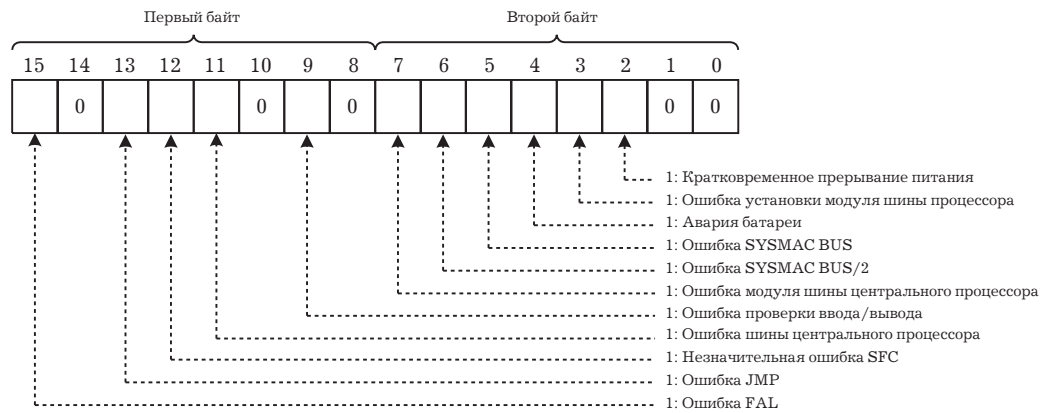 Первый байт Второй байт
15 14 13 12 11 10 9 8 7 6 5 4 3 2 1 0
0 0 0 0 0
1: Кратковременное прерывание питания
1: Ошибка установки модуля шины процессора
1: Авария батареи
1: Ошибка SYSMAC BUS
1: Ошибка SYSMAC BUS/2
1: Ошибка модуля шины центрального процессора
1: Ошибка проверки ввода/вывода
1: Ошибка шины центрального процессора
1: Незначительная ошибка SFC
1: Ошибка JMP
1: Ошибка FAL